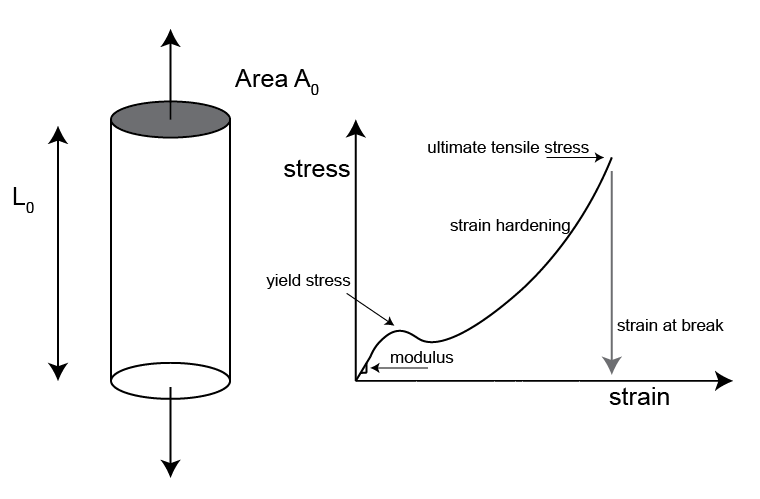 Area A₀
L₀
stress
ultimate tensile stress
strain hardening
yield stress
modulus
strain at break
strain